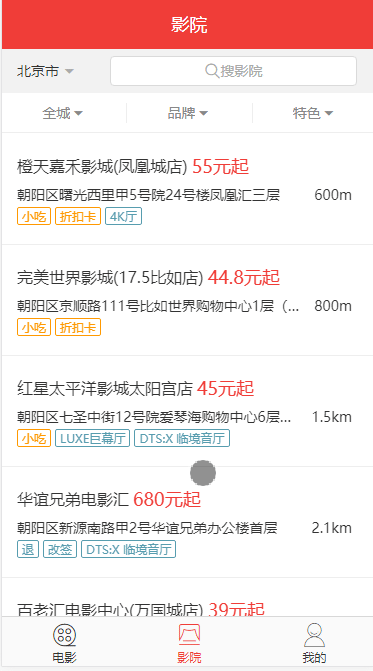 影院
北京市 搜影院
全城 品牌 特色
橙天嘉禾影城(凤凰城店) 55元起
朝阳区曙光西里甲5号院24号楼凤凰汇三层 600m
小吃 折扣卡 4K厅
完美世界影城(17.5比如店) 44.8元起
朝阳区京顺路111号比如世界购物中心1层（... 800m
小吃 折扣卡
红星太平洋影城太阳宫店 45元起
朝阳区七圣中街12号院爱琴海购物中心6层... 1.5km
小吃 LUXE巨幕厅 DTS:X 临境音厅
华谊兄弟电影汇 680元起
朝阳区新源南路甲2号华谊兄弟办公楼首层 2.1km
退 改签 DTS:X 临境音厅
百老汇电影中心(万国城店) 39元起
电影 影院 我的